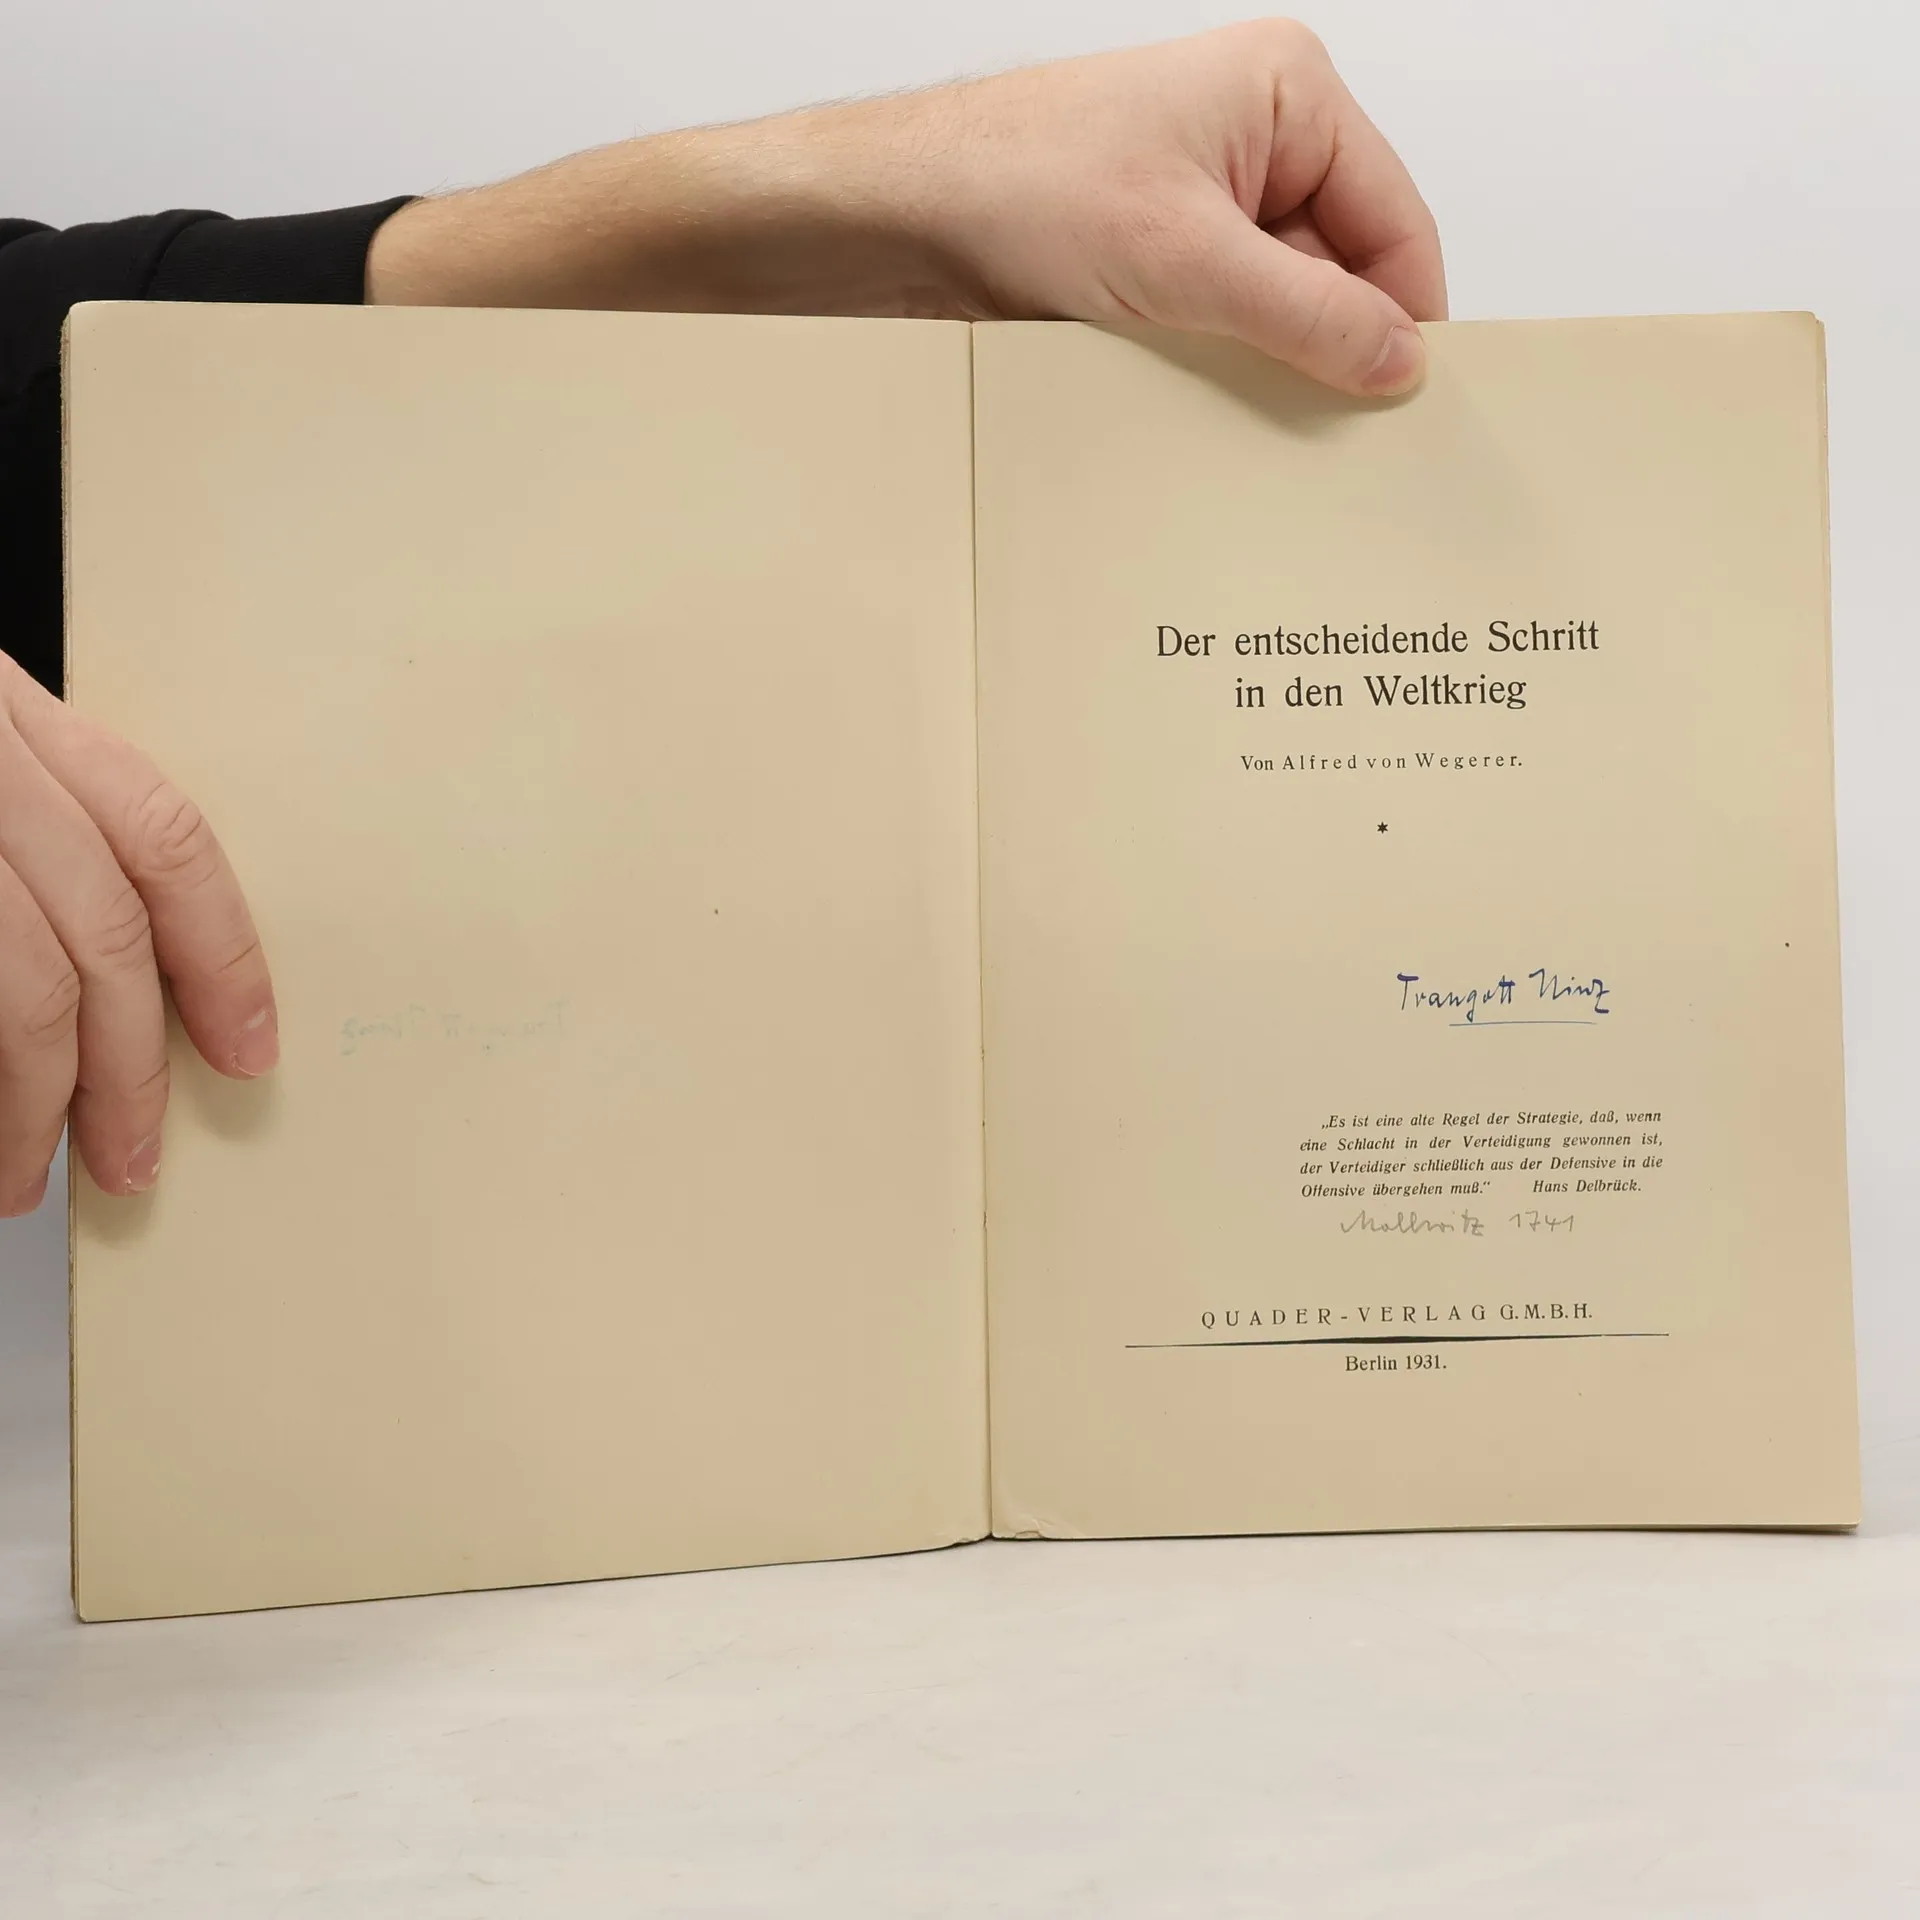 Der entscheidende Schritt
in den Weltkrieg
Von Alfred von Wegerer.
*
Traugott
„Es ist eine alte Regel der Strategie, daß, wenn
eine Schlacht in der Verteidigung gewonnen ist,
der Verteidiger schließlich aus der Defensive in die
Offensive übergehen muß.“ Hans Delbrück.
Mollwitz 1741
QUADER-VERLAG G.M.B.H.
Berlin 1931.